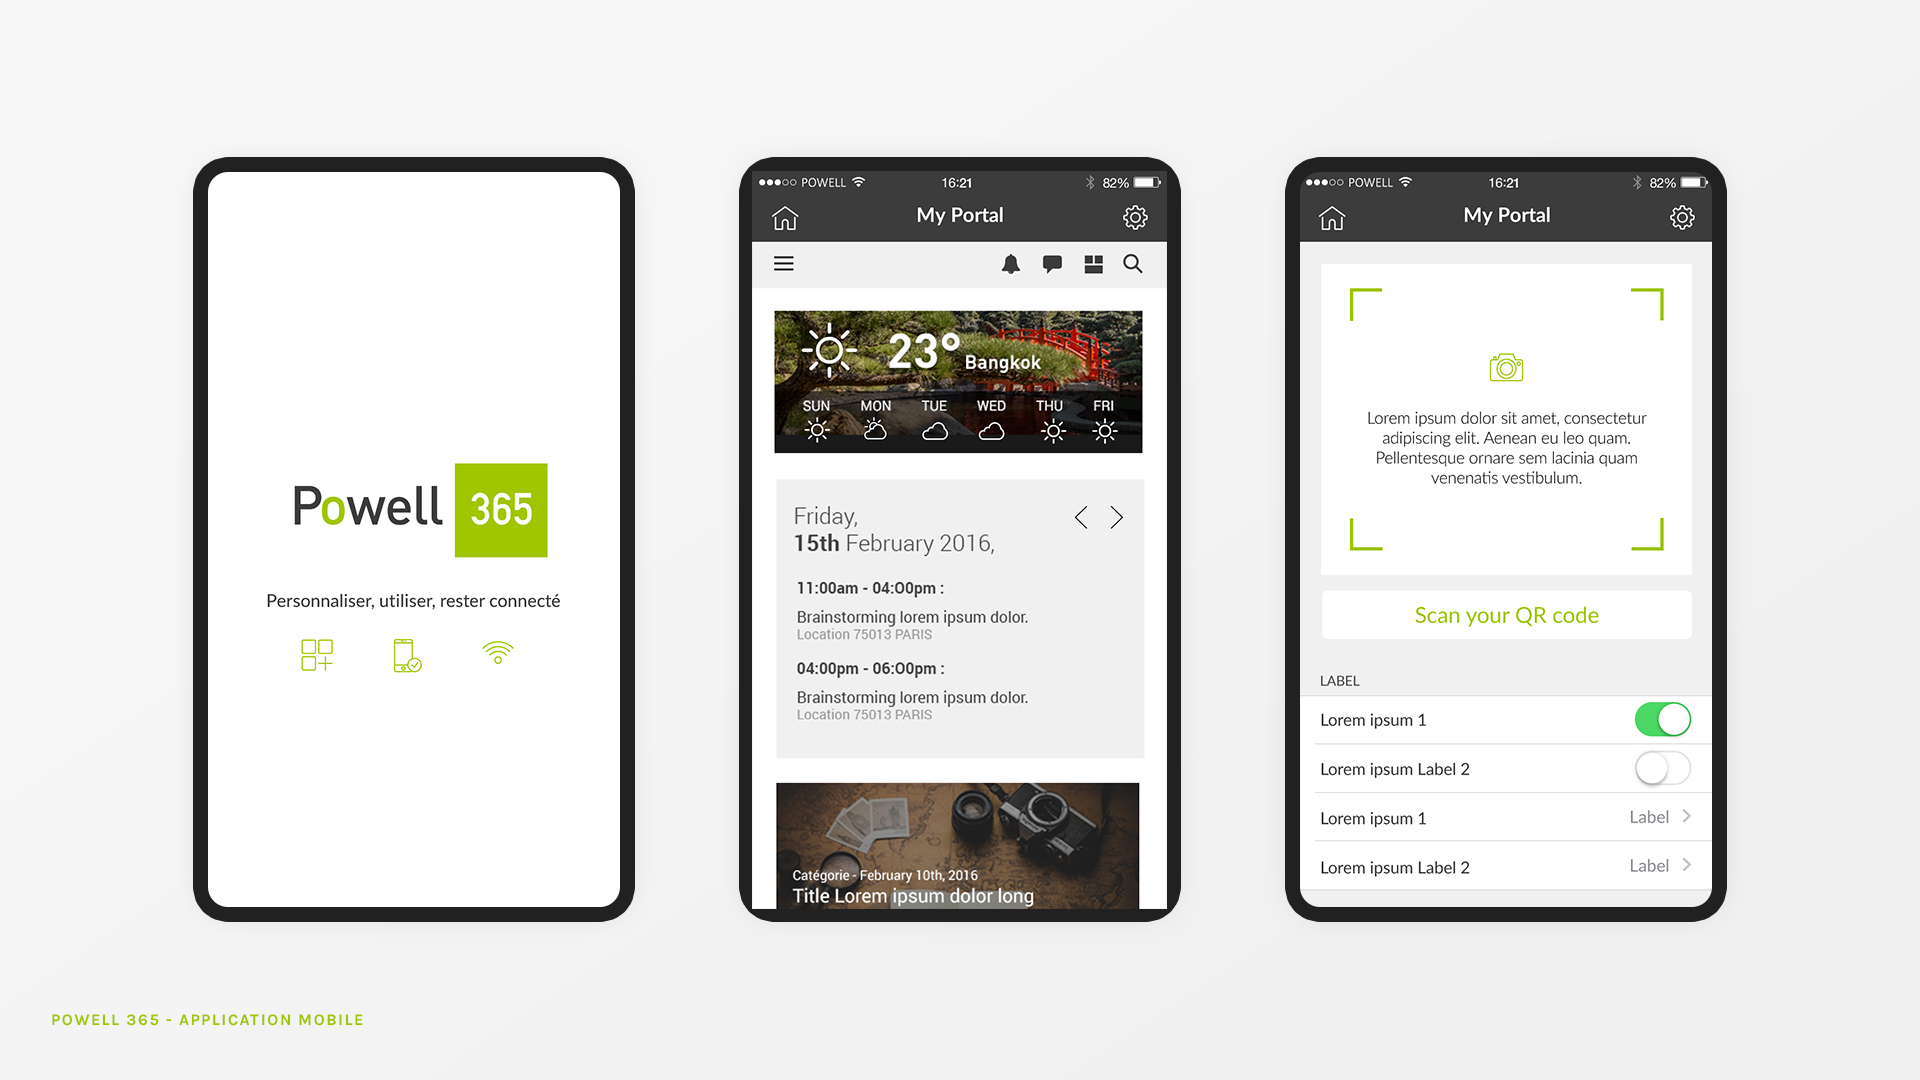 Powell 365
Personnaliser, utiliser, rester connecté
POWELL 16:21 82%
My Portal
23° Bangkok
SUN MON TUE WED THU FRI
Friday,
15th February 2016,
11:00am - 04:O0pm :
Brainstorming lorem ipsum dolor.
Location 75013 PARIS
04:00pm - 06:O0pm :
Brainstorming lorem ipsum dolor.
Location 75013 PARIS
Catégorie - February 10th, 2016
Title Lorem ipsum dolor long
POWELL 16:21 82%
My Portal
Lorem ipsum dolor sit amet, consectetur
adipiscing elit. Aenean eu leo quam.
Pellentesque ornare sem lacinia quam
venenatis vestibulum.
Scan your QR code
LABEL
Lorem ipsum 1
Lorem ipsum Label 2
Lorem ipsum 1 Label
Lorem ipsum Label 2 Label
POWELL 365 - APPLICATION MOBILE